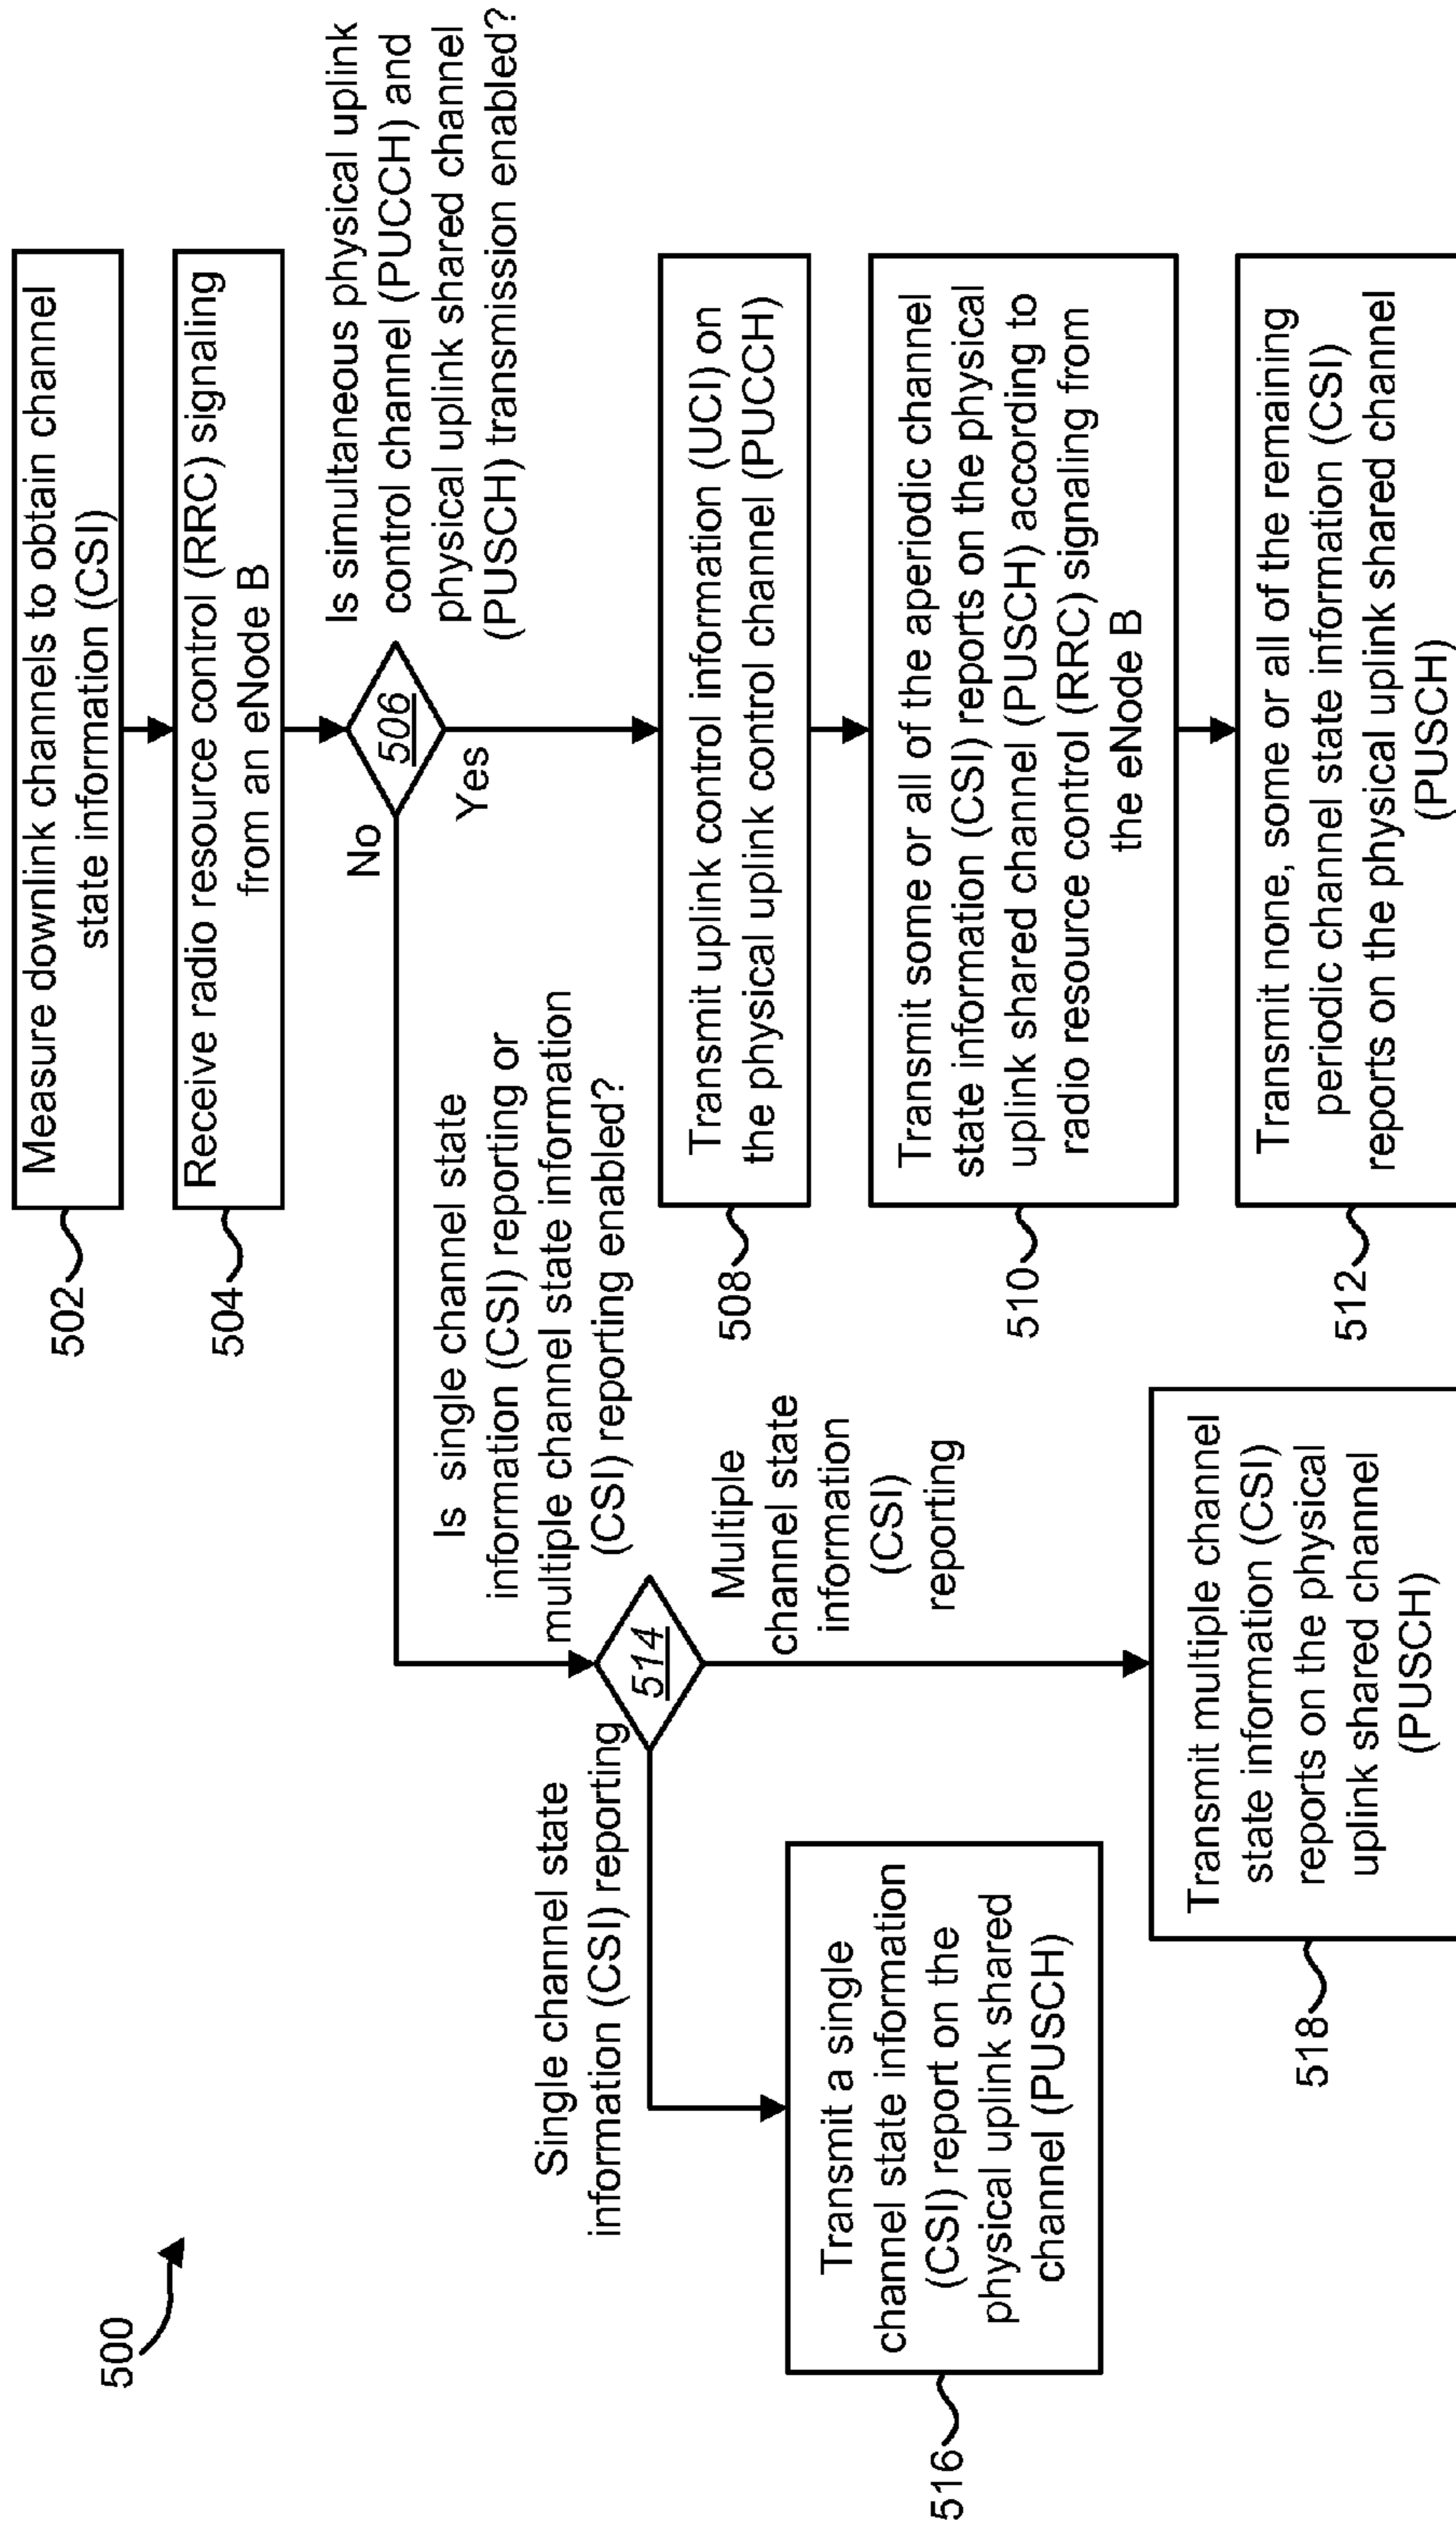 500
502
Measure downlink channels to obtain channel
state information (CSI)
504
Receive radio resource control (RRC) signaling
from an eNode B
506
Is simultaneous physical uplink
control channel (PUCCH) and
physical uplink shared channel
(PUSCH) transmission enabled?
No
Yes
508
Transmit uplink control information (UCI) on
the physical uplink control channel (PUCCH)
510
Transmit some or all of the aperiodic channel
state information (CSI) reports on the physical
uplink shared channel (PUSCH) according to
radio resource control (RRC) signaling from
the eNode B
512
Transmit none, some or all of the remaining
periodic channel state information (CSI)
reports on the physical uplink shared channel
(PUSCH)
Is single channel state
information (CSI) reporting or
multiple channel state information
(CSI) reporting enabled?
514
Single channel state
information (CSI) reporting
Multiple
channel state
information
(CSI)
reporting
516
Transmit a single
channel state information
(CSI) report on the
physical uplink shared
channel (PUSCH)
518
Transmit multiple channel
state information (CSI)
reports on the physical
uplink shared channel
(PUSCH)